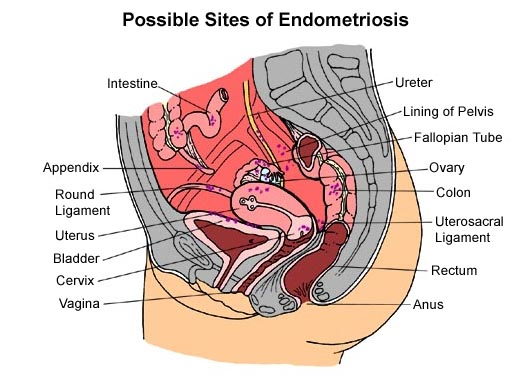 Possible Sites of Endometriosis
Intestine
Appendix
Round
Ligament
Uterus
Bladder
Cervix
Vagina
Ureter
Lining of Pelvis
Fallopian Tube
Ovary
Colon
Uterosacral
Ligament
Rectum
Anus